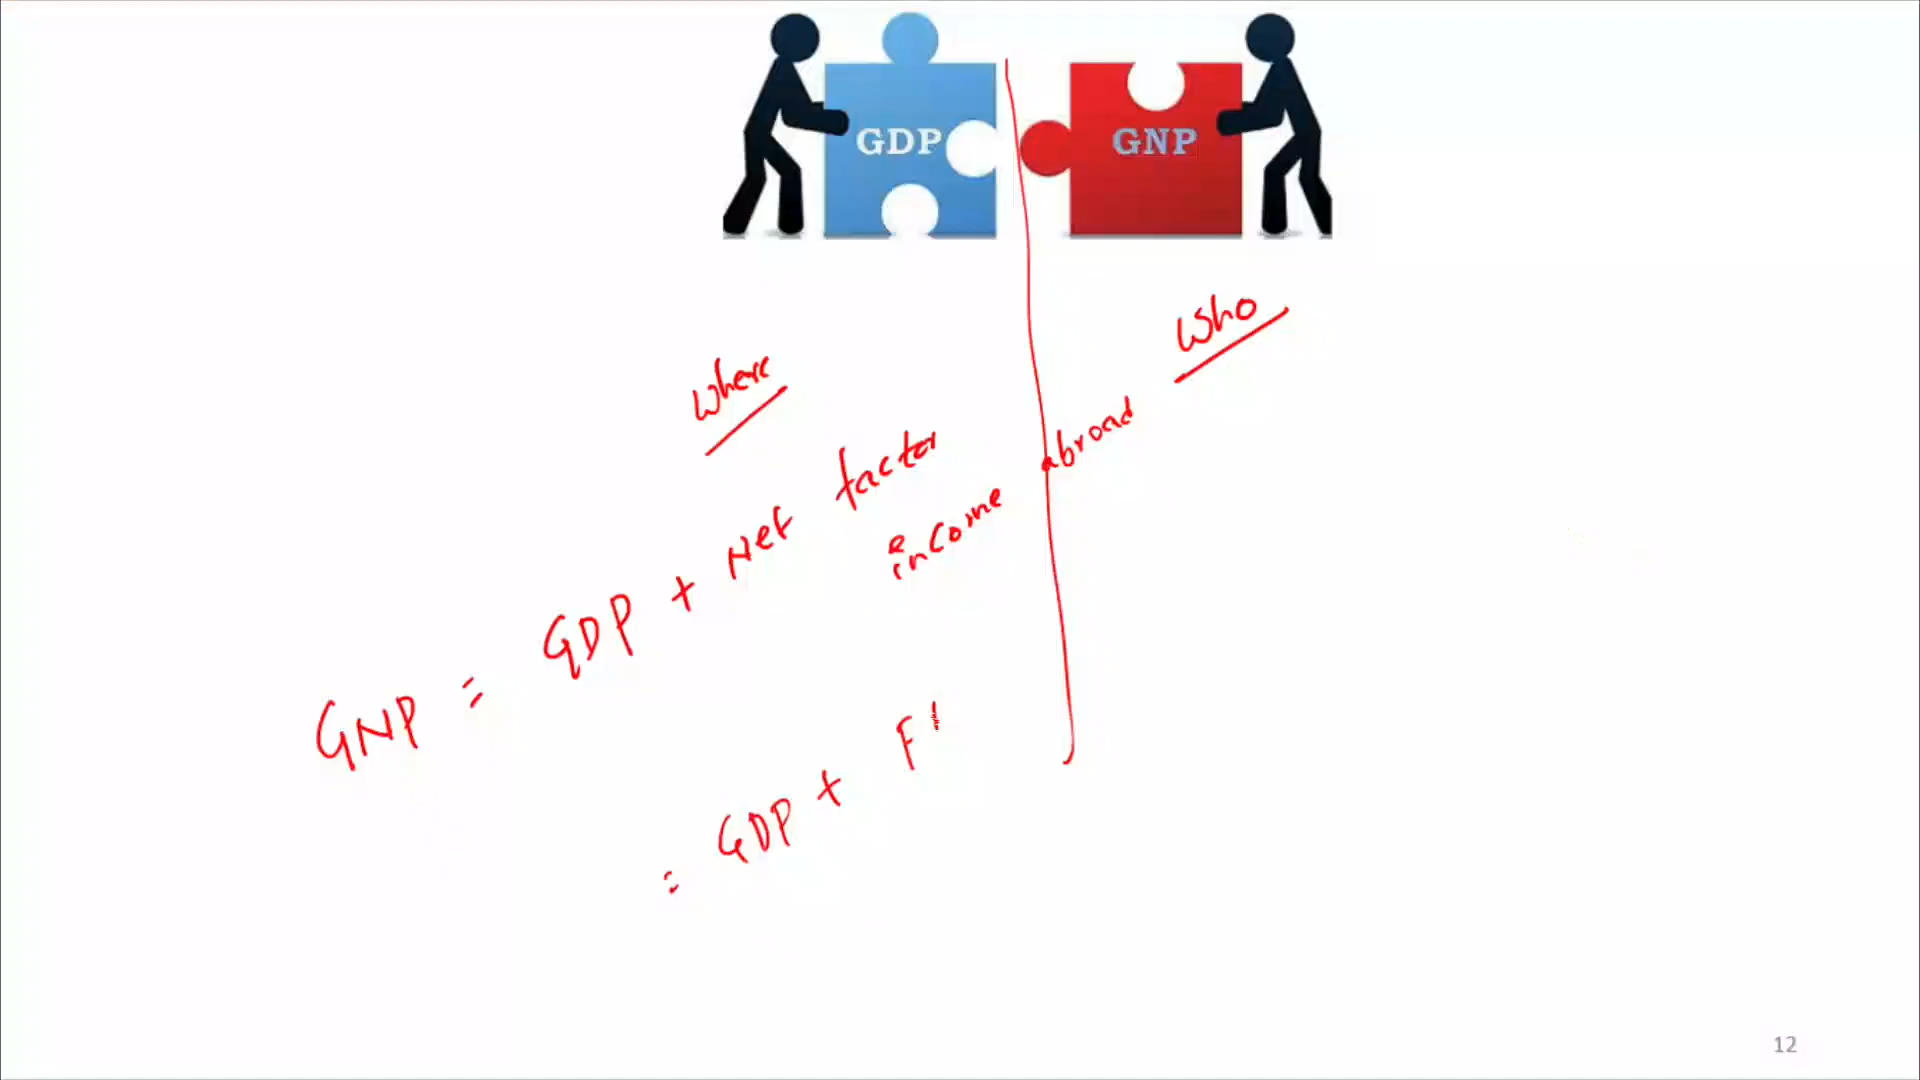 GDP GNP
Who
Where
GNP = GDP + Net factor income abroad
= GDP + F
12